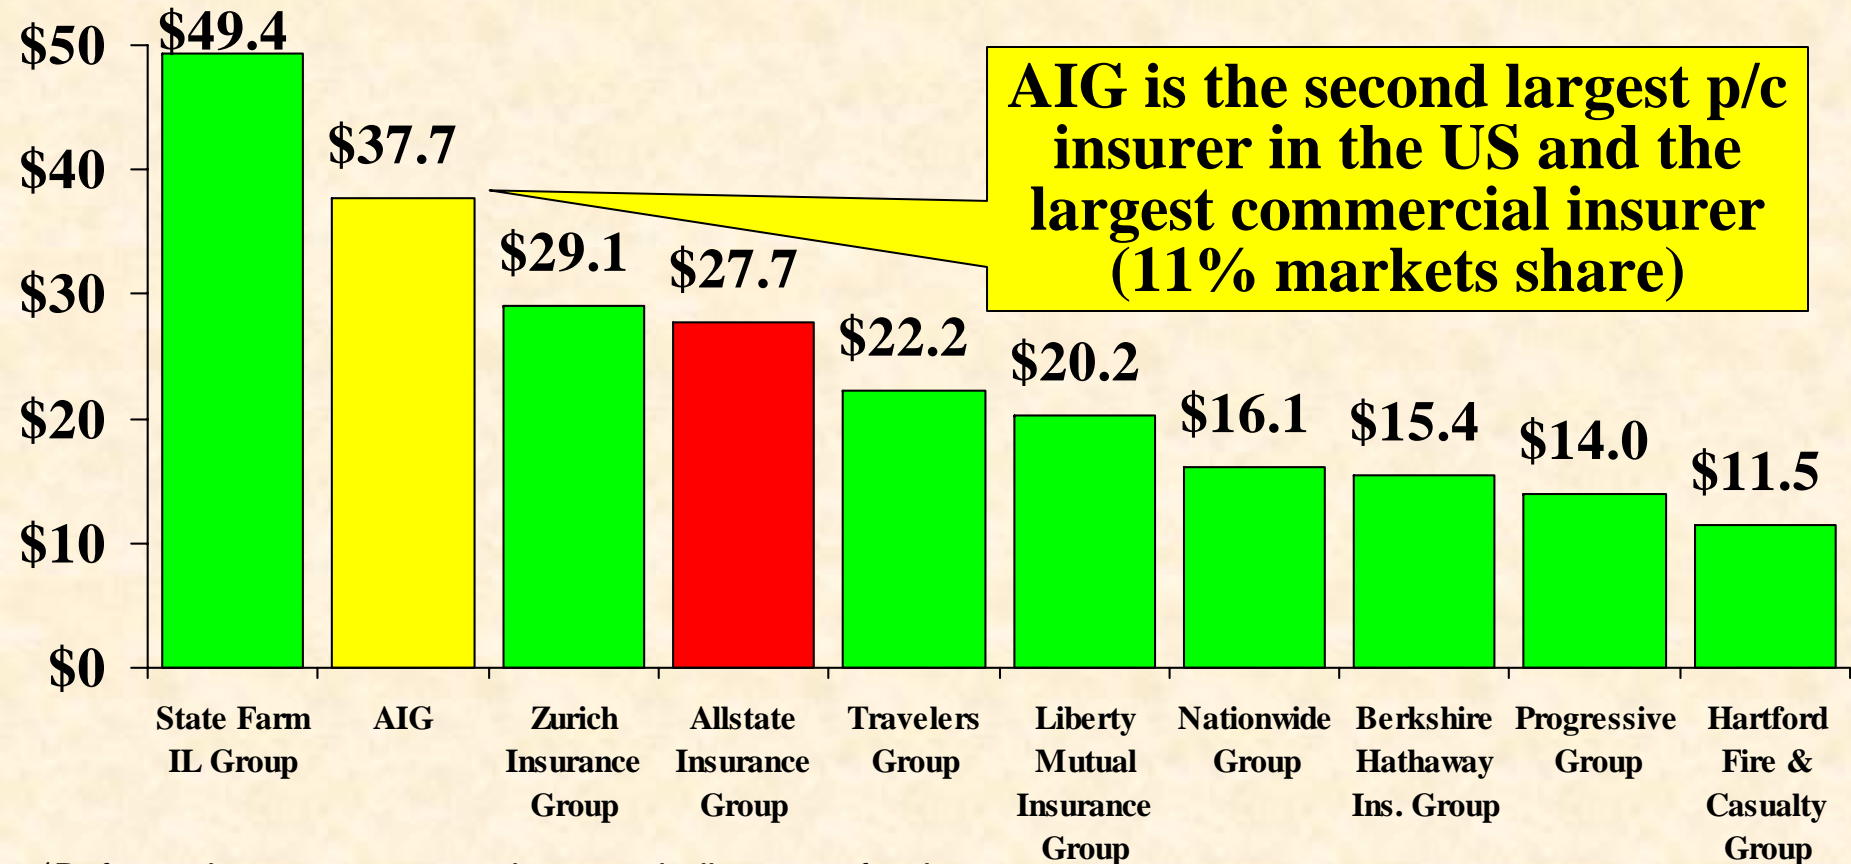 $50
$40
$30
$20
$10
$0
$49.4
$37.7
$29.1
$27.7
$22.2
$20.2
$16.1
$15.4
$14.0
$11.5
AIG is the second largest p/c
insurer in the US and the
largest commercial insurer
(11% markets share)
State Farm
IL Group
AIG
Zurich
Insurance
Group
Allstate
Insurance
Group
Travelers
Group
Liberty
Mutual
Insurance
Group
Nationwide
Group
Berkshire
Hathaway
Ins. Group
Progressive
Group
Hartford
Fire &
Casualty
Group